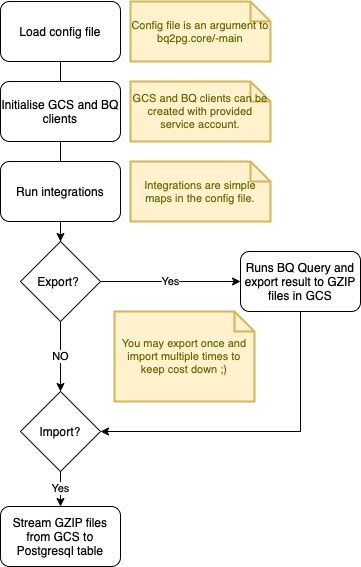 Load config file
Config file is an argument to
bq2pg.core/-main
Initialise GCS and BQ
clients
GCS and BQ clients can be
created with provided
service account.
Run integrations
Integrations are simple
maps in the config file.
Export?
Yes
Runs BQ Query and
export result to GZIP
files in GCS
You may export once and
import multiple times to
keep cost down ;)
NO
Import?
Yes
Stream GZIP files
from GCS to
Postgresql table